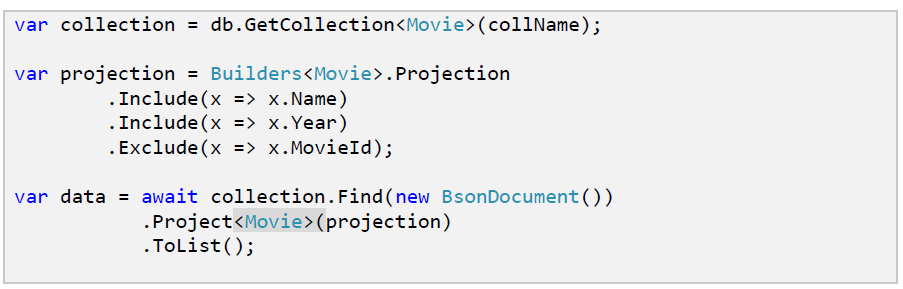 var collection = db.GetCollection<Movie>(collName);
var projection = Builders<Movie>.Projection
.Include(x => x.Name)
.Include(x => x.Year)
.Exclude(x => x.MovieId);
var data = await collection.Find(new BsonDocument())
.Project<Movie>(projection)
.ToList();